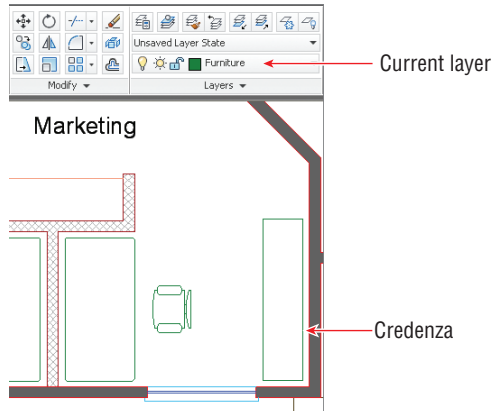 Unsaved Layer State
Furniture
Current layer
Modify
Layers
Marketing
Credenza